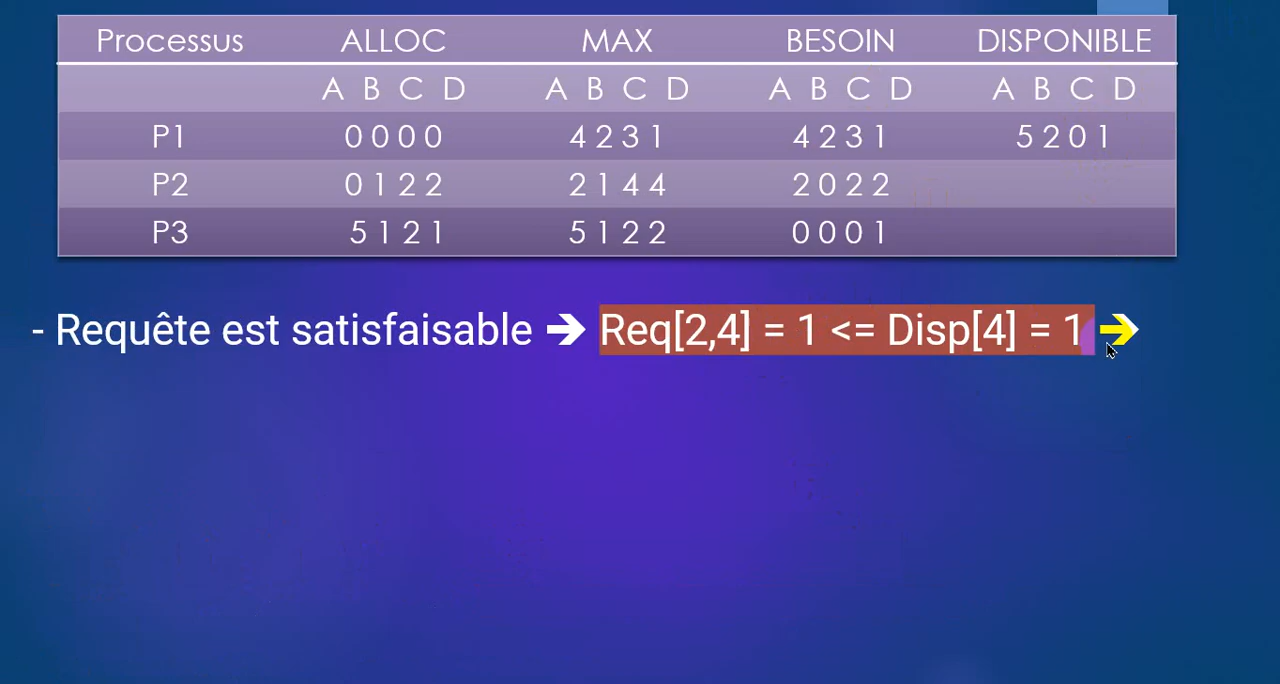 Processus ALLOC MAX BESOIN DISPONIBLE
A B C D A B C D A B C D A B C D
P1 0 0 0 0 4 2 3 1 4 2 3 1 5 2 0 1
P2 0 1 2 2 2 1 4 4 2 0 2 2
P3 5 1 2 1 5 1 2 2 0 0 0 1
- Requête est satisfaisable ➔ Req[2,4] = 1 <= Disp[4] = 1 ➔